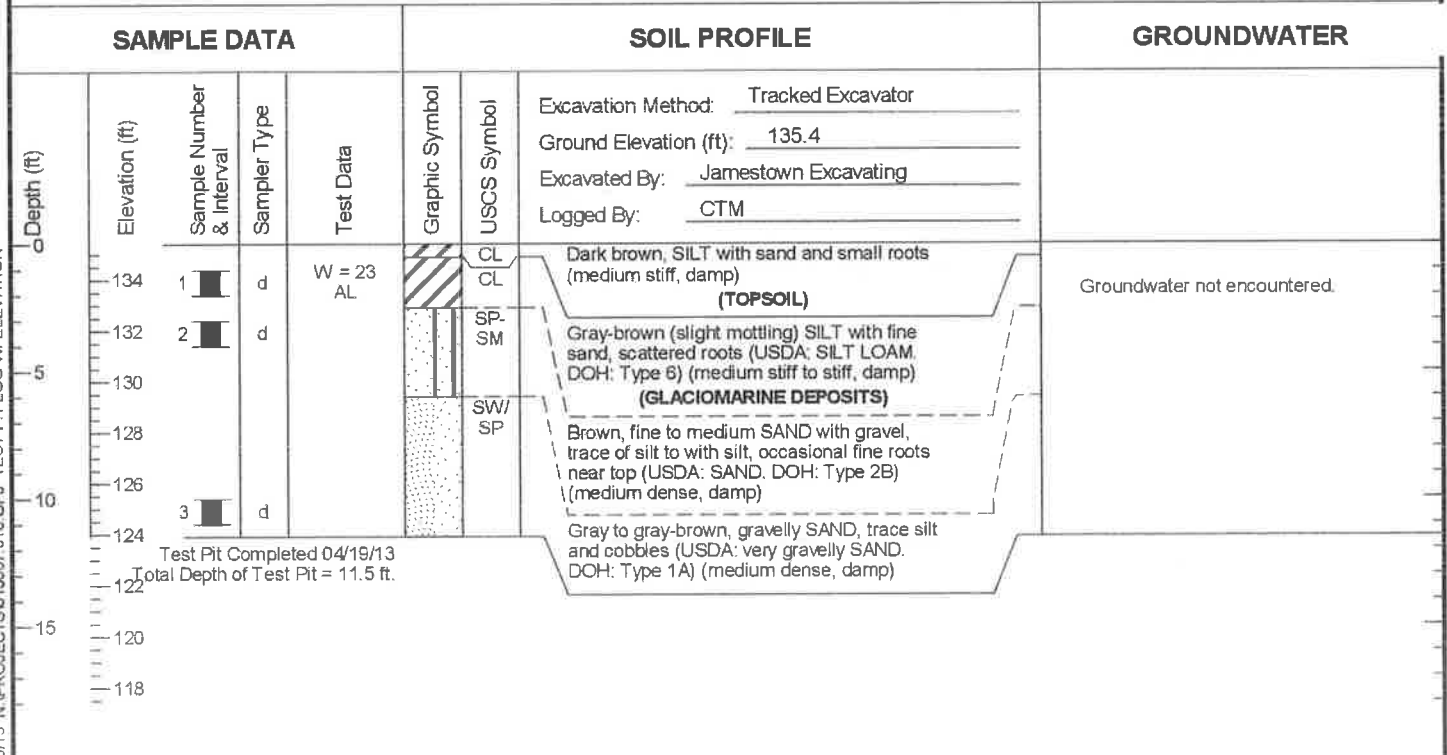 SAMPLE DATA
SOIL PROFILE
GROUNDWATER
Depth (ft)
Elevation (ft)
Sample Number
& Interval
Sampler Type
Test Data
Graphic Symbol
USCS Symbol
Excavation Method: Tracked Excavator
Ground Elevation (ft): 135.4
Excavated By: Jamestown Excavating
Logged By: CTM
0
5
10
15
134
132
130
128
126
124
122
120
118
1
d
W = 23
AL
2
d
3
d
CL
CL
SP-
SM
SW/
SP
Dark brown, SILT with sand and small roots
(medium stiff, damp)
(TOPSOIL)
Gray-brown (slight mottling) SILT with fine
sand, scattered roots (USDA: SILT LOAM.
DOH: Type 6) (medium stiff to stiff, damp)
(GLACIOMARINE DEPOSITS)
Brown, fine to medium SAND with gravel,
trace of silt to with silt, occasional fine roots
near top (USDA: SAND. DOH: Type 2B)
(medium dense, damp)
Gray to gray-brown, gravelly SAND, trace silt
and cobbles (USDA: very gravelly SAND.
DOH: Type 1A) (medium dense, damp)
Groundwater not encountered.
Test Pit Completed 04/19/13
Total Depth of Test Pit = 11.5 ft.